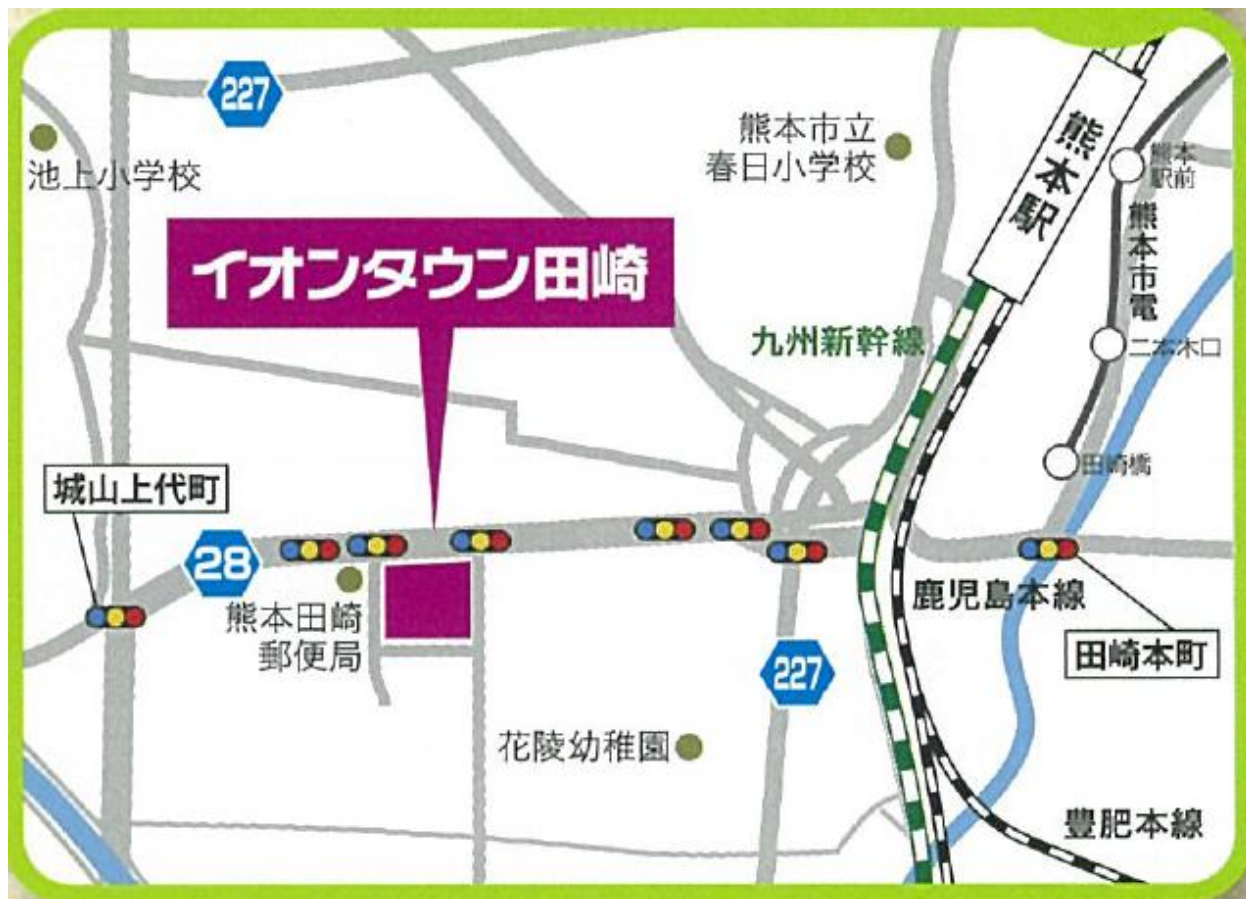 227
熊本市立
春日小学校
池上小学校
熊本駅
熊本
駅前
熊本市電
イオンタウン田崎
九州新幹線
二本木口
田崎橋
城山上代町
28
熊本田崎
郵便局
鹿児島本線
田崎本町
227
花陵幼稚園
豊肥本線